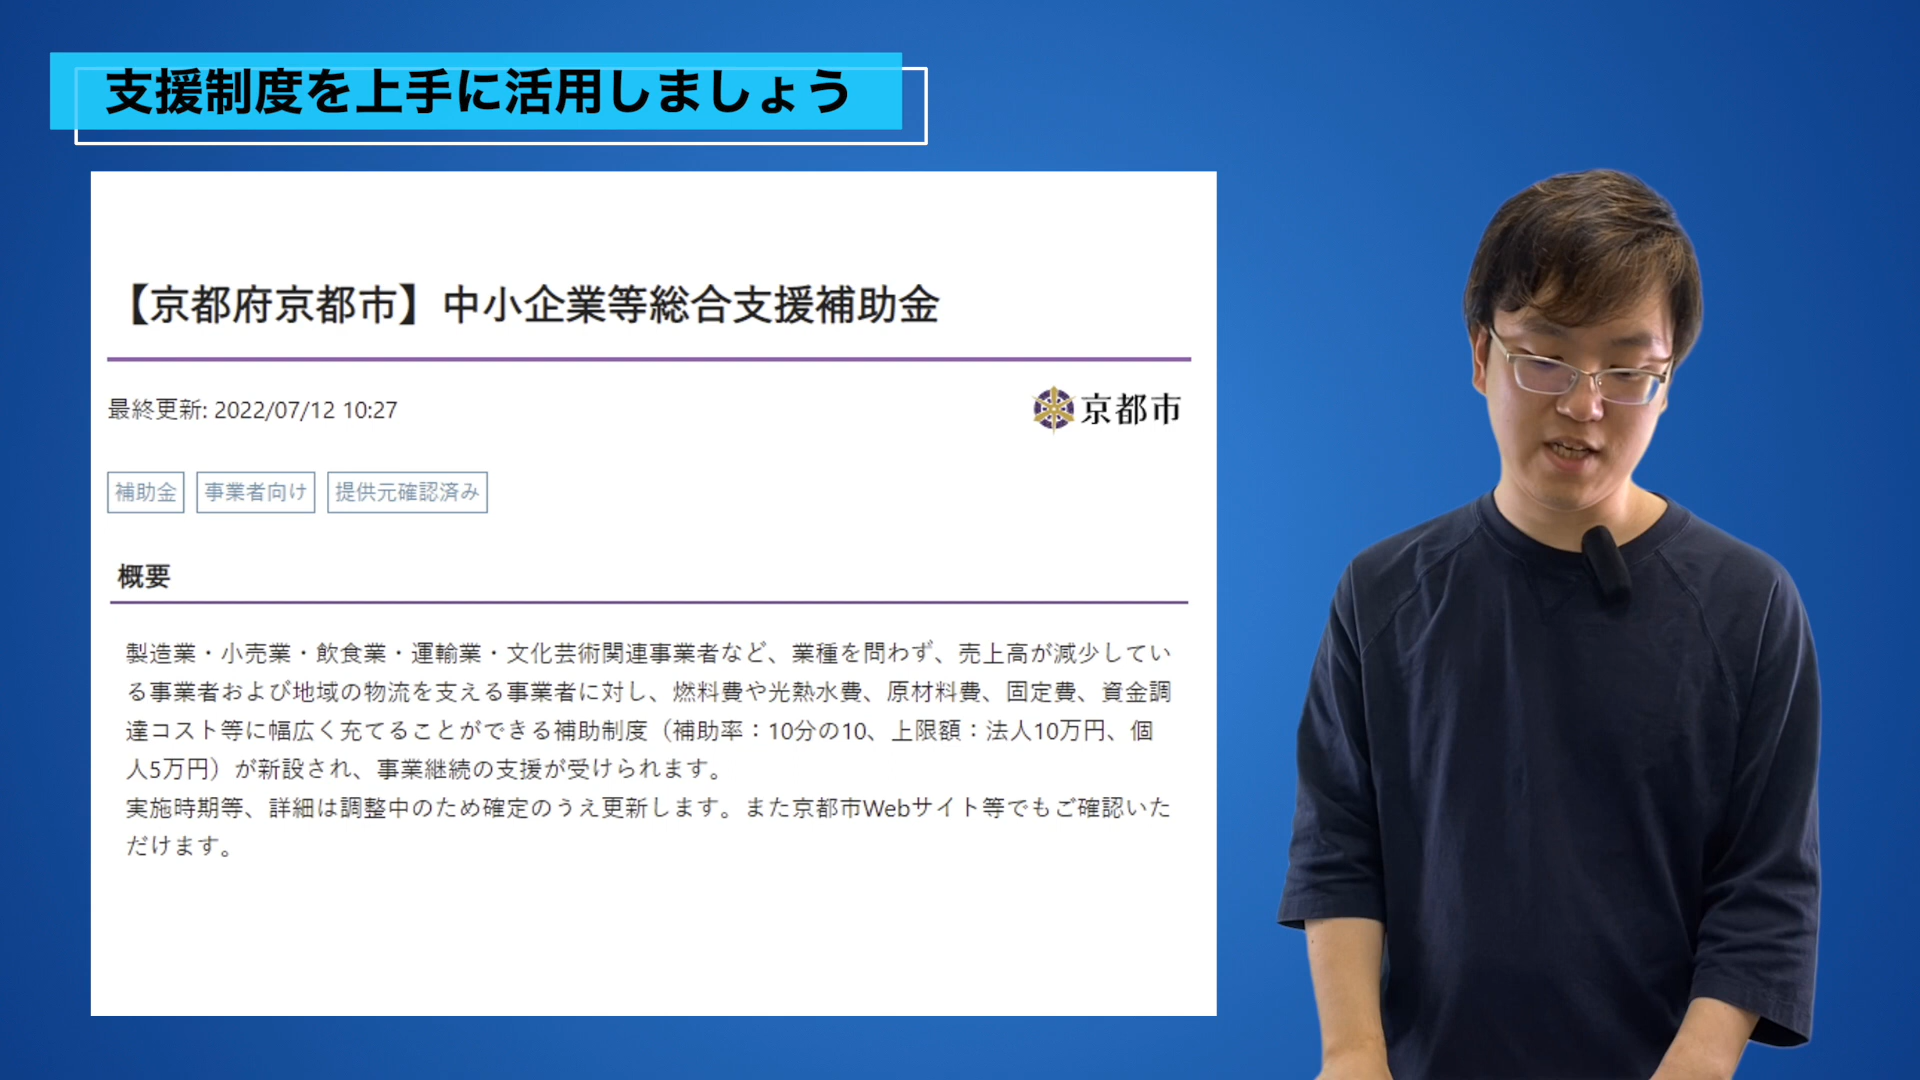 支援制度を上手に活用しましょう
【京都府京都市】中小企業等総合支援補助金
最終更新: 2022/07/12 10:27
京都市
補助金 事業者向け 提供元確認済み
概要
製造業・小売業・飲食業・運輸業・文化芸術関連事業者など、業種を問わず、売上高が減少してい
る事業者および地域の物流を支える事業者に対し、燃料費や光熱水費、原材料費、固定費、資金調
達コスト等に幅広く充てることができる補助制度（補助率：10分の10、上限額：法人10万円、個
人5万円）が新設され、事業継続の支援が受けられます。
実施時期等、詳細は調整中のため確定のうえ更新します。また京都市Webサイト等でもご確認いた
だけます。